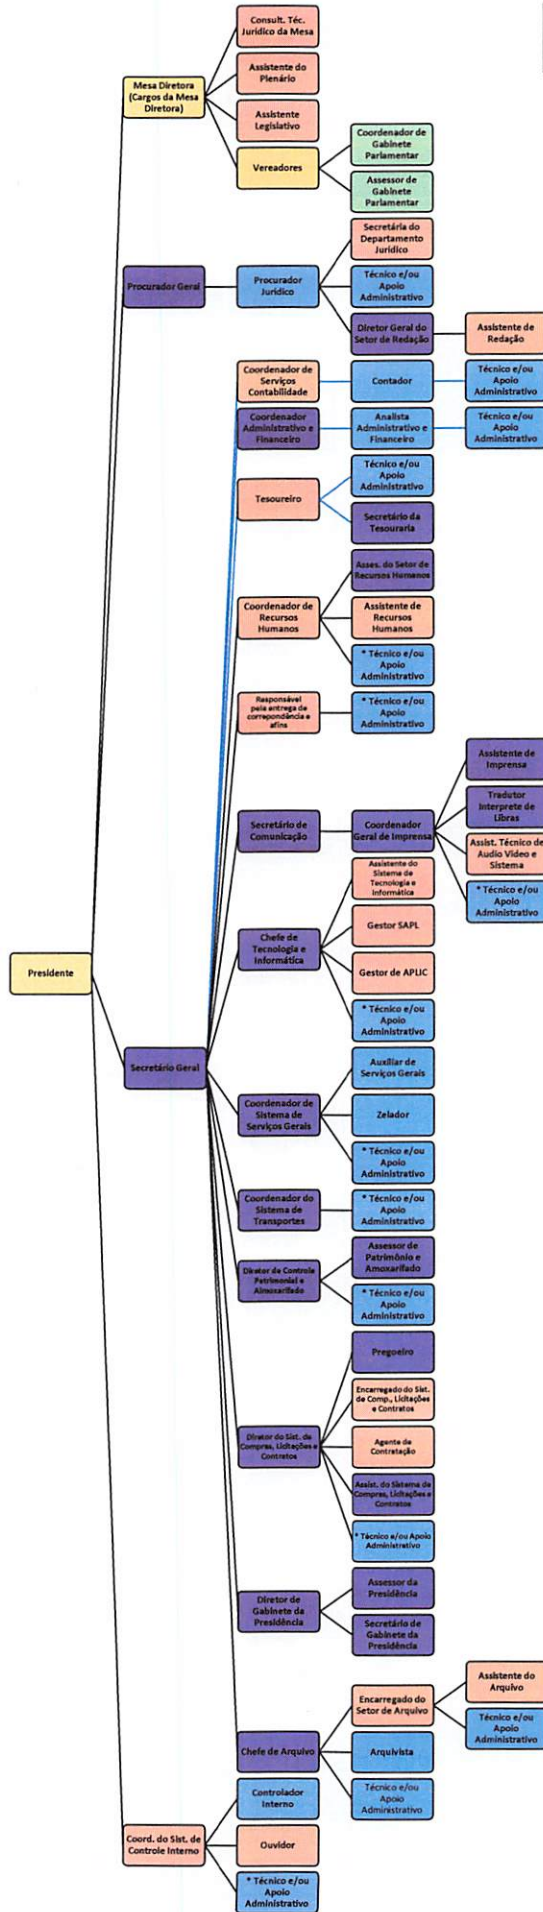 Presidente
Mesa Diretora
(Cargos da Mesa
Diretora)
Consult. Téc.
Jurídico da Mesa
Assistente do
Plenário
Assistente
Legislativo
Vereadores
Coordenador de
Gabinete
Parlamentar
Assessor de
Gabinete
Parlamentar
Procurador Geral
Procurador
Jurídico
Secretária do
Departamento
Jurídico
Técnico e/ou
Apoio
Administrativo
Diretor Geral do
Setor de Redação
Assistente de
Redação
Secretário Geral
Coordenador de
Serviços
Contabilidade
Contador
Técnico e/ou
Apoio
Administrativo
Coordenador
Administrativo e
Financeiro
Analista
Administrativo e
Financeiro
Técnico e/ou
Apoio
Administrativo
Tesoureiro
Técnico e/ou
Apoio
Administrativo
Secretário da
Tesouraria
Coordenador de
Recursos
Humanos
Asses. do Setor de
Recursos Humanos
Assistente de
Recursos
Humanos
* Técnico e/ou
Apoio
Administrativo
Responsável
pela entrega de
correpondência e
afins
* Técnico e/ou
Apoio
Administrativo
Secretário de
Comunicação
Coordenador
Geral de Imprensa
Assistente de
Imprensa
Tradutor
Interprete de
Libras
Assist. Técnico de
Audio Video e
Sistema
* Técnico e/ou
Apoio
Administrativo
Chefe de
Tecnologia e
Informática
Assistente do
Sistema de
Tecnologia e
Informática
Gestor SAPL
Gestor de APLIC
* Técnico e/ou
Apoio
Administrativo
Coordenador de
Sistema de
Serviços Gerais
Auxiliar de
Serviços Gerais
Zelador
* Técnico e/ou
Apoio
Administrativo
Coordenador do
Sistema de
Transportes
* Técnico e/ou
Apoio
Administrativo
Diretor de Controle
Patrimonial e
Almoxarifado
Assessor de
Patrimônio e
Amoxarifado
* Técnico e/ou
Apoio
Administrativo
Diretor do Sist. de
Compras, Licitações e
Contratos
Pregoeiro
Encarregado do Sist.
de Comp., Licitações
e Contratos
Agente de
Contratação
Assist. do Sistema de
Compras, Licitações e
Contratos
* Técnico e/ou Apoio
Administrativo
Diretor de
Gabinete da
Presidência
Assessor da
Presidência
Secretário de
Gabinete da
Presidência
Chefe de Arquivo
Encarregado do
Setor de Arquivo
Assistente do
Arquivo
Técnico e/ou
Apoio
Administrativo
Arquivista
Técnico e/ou
Apoio
Administrativo
Coord. do Sist. de
Controle Interno
Controlador
Interno
Ouvidor
* Técnico e/ou
Apoio
Administrativo